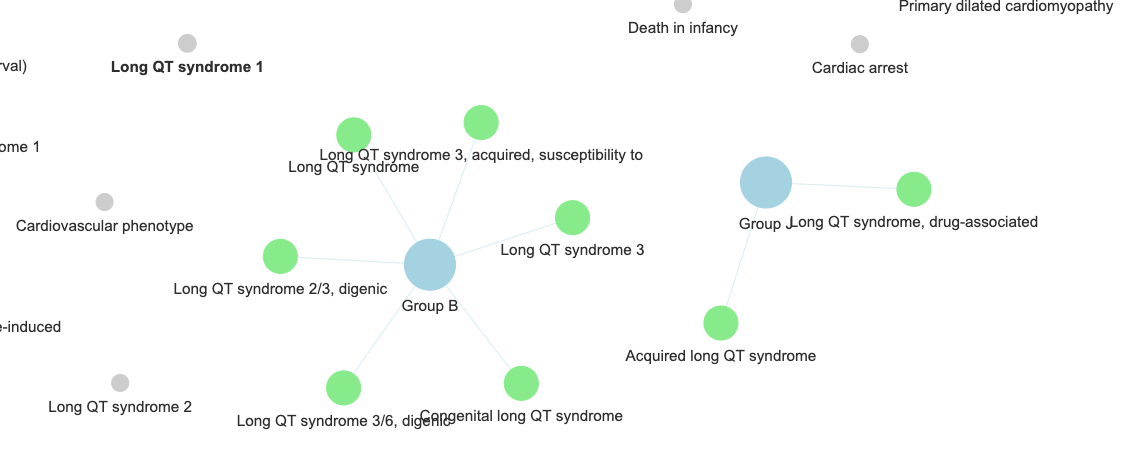 Primary dilated cardiomyopathy
Death in infancy
rval)
Long QT syndrome 1
Cardiac arrest
ome 1
Long QT syndrome 3, acquired, susceptibility to
Long QT syndrome
Cardiovascular phenotype
Group J
Long QT syndrome, drug-associated
Long QT syndrome 3
Long QT syndrome 2/3, digenic
Group B
e-induced
Acquired long QT syndrome
Long QT syndrome 2
Long QT syndrome 3/6, digenic
Congenital long QT syndrome